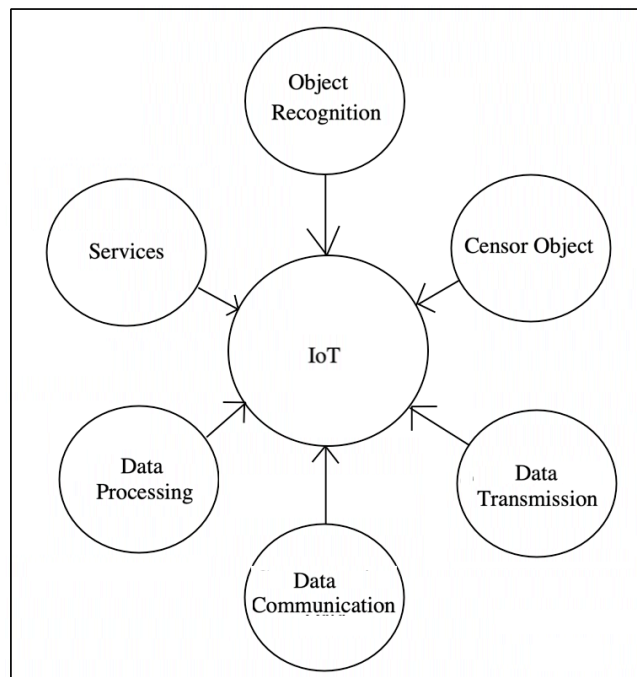 Object
Recognition
Services
Censor Object
IoT
Data
Processing
Data
Transmission
Data
Communication